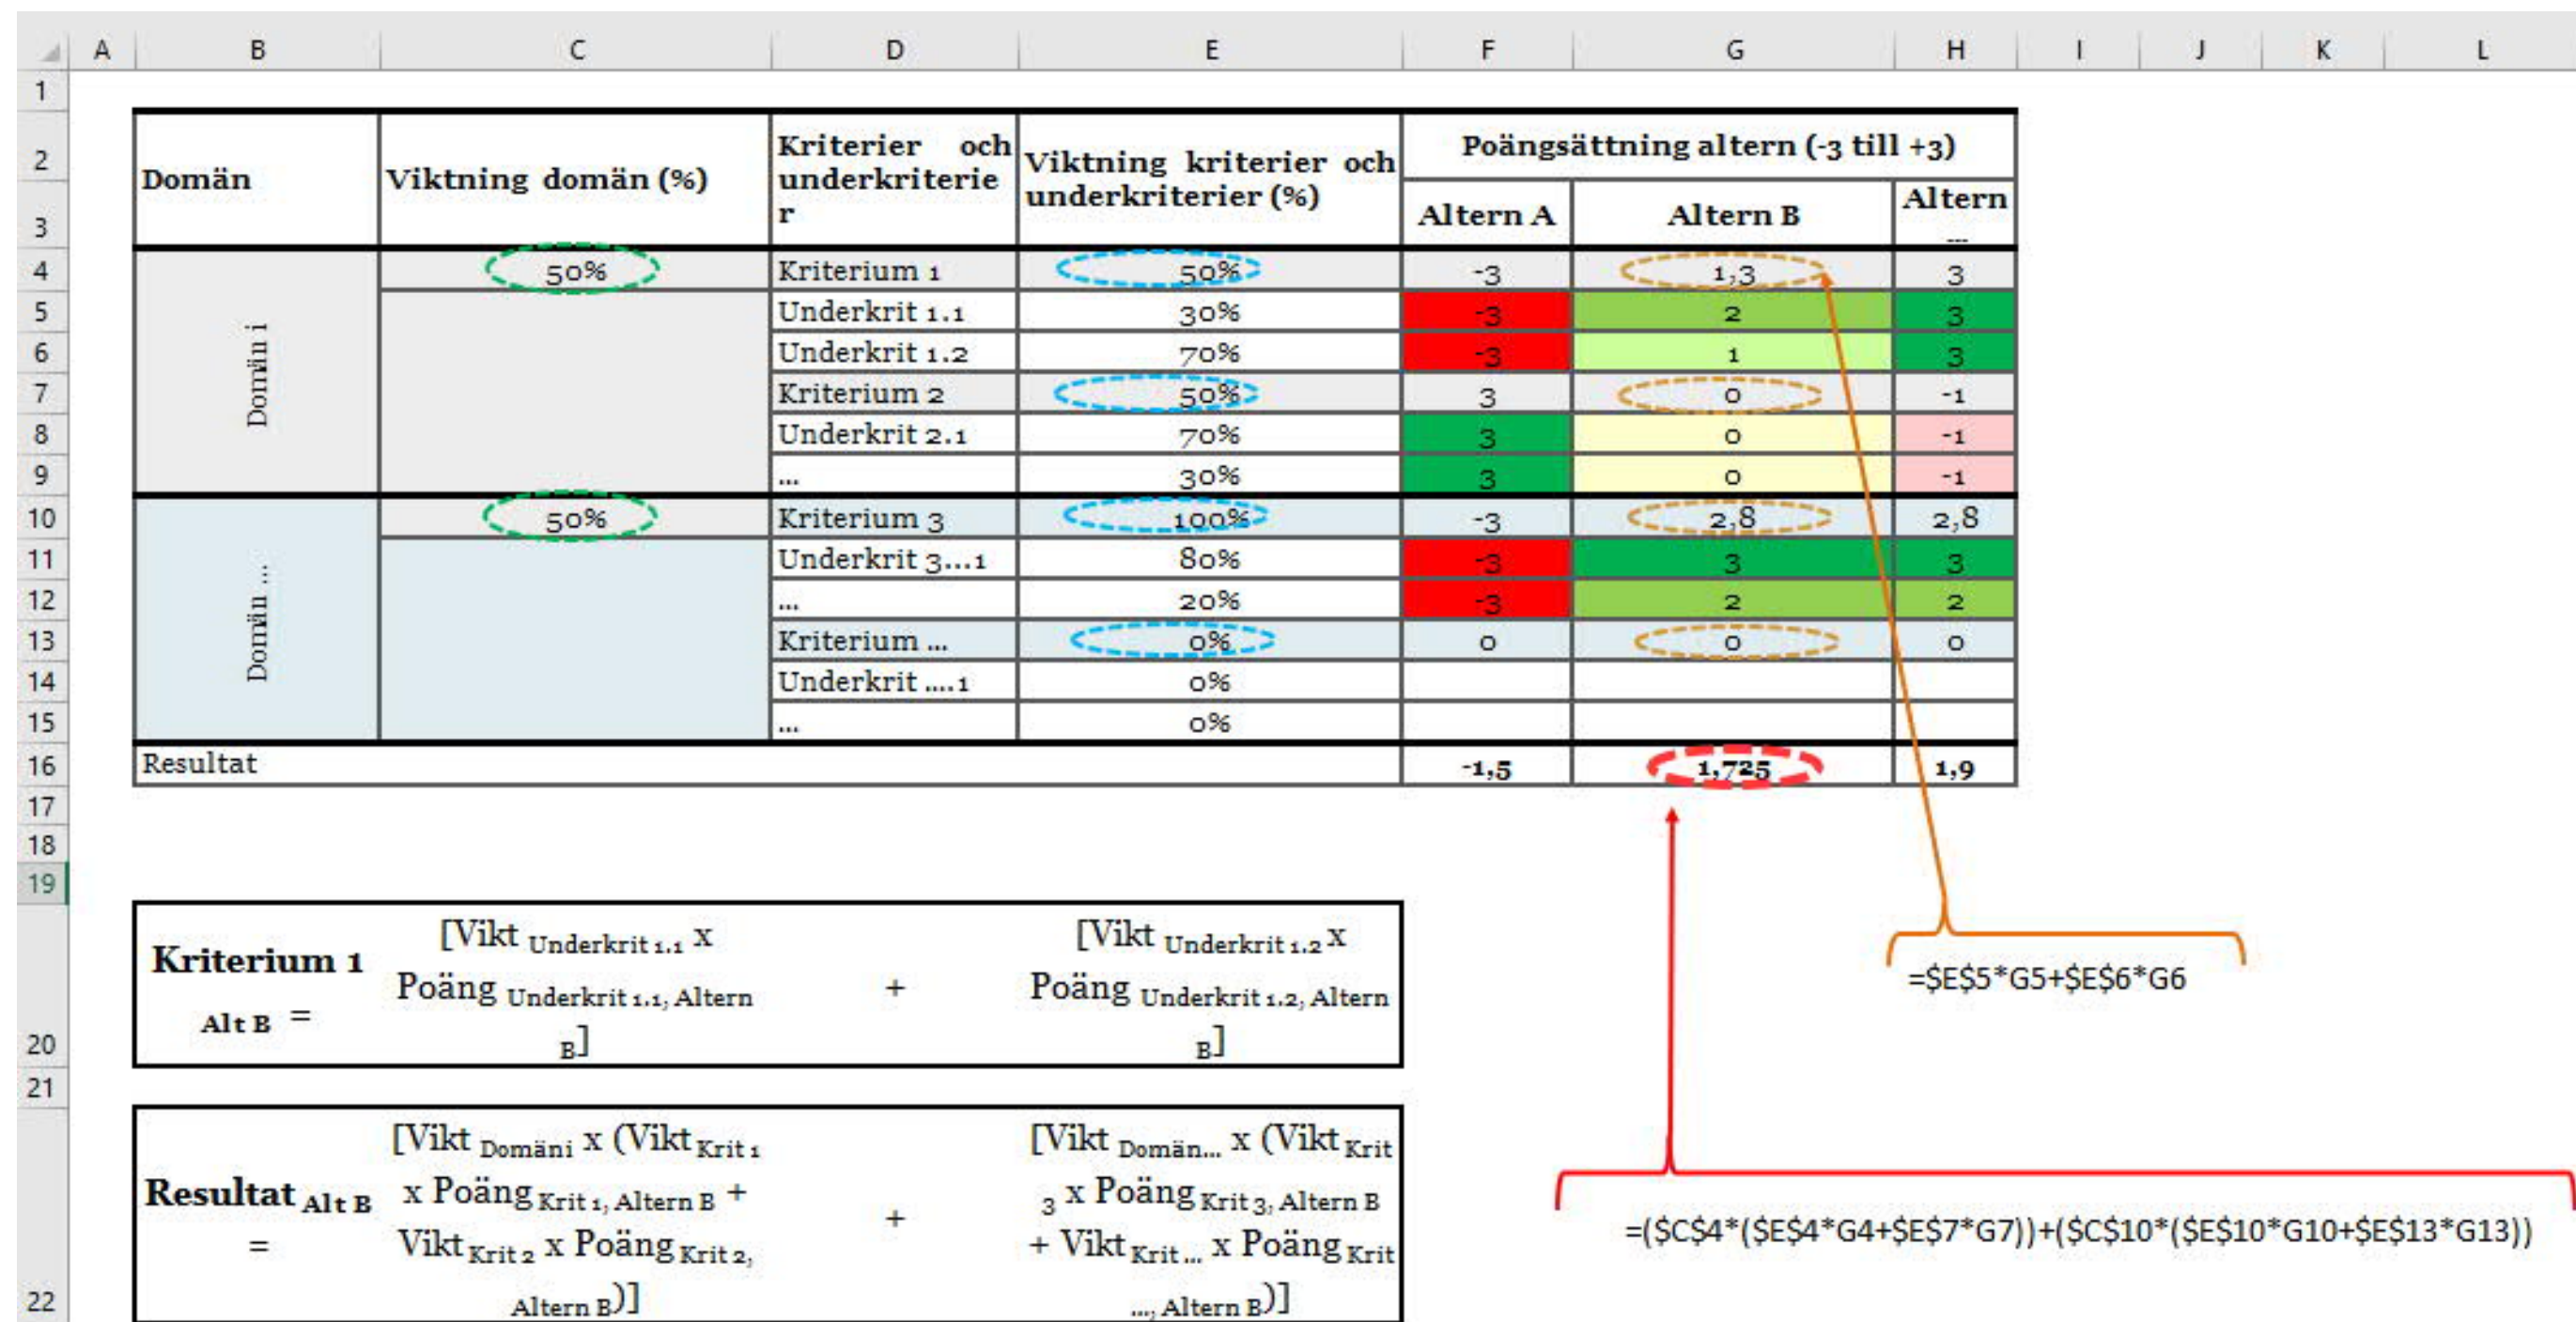 A B C D E F G H I J K L
1
2
3
Domän
Viktning domän (%)
Kriterier och
underkriterie
r
Viktning kriterier och
underkriterier (%)
Poängsättning altern (-3 till +3)
Altern A
Altern B
Altern
...
4 50% Kriterium 1 50% -3 1,3 3
5 Underkrit 1.1 30% -3 2 3
6 Underkrit 1.2 70% -3 1 3
Domän i
7 Kriterium 2 50% 3 0 -1
8 Underkrit 2.1 70% 3 0 -1
9 ... 30% 3 0 -1
10 50% Kriterium 3 100% -3 2,8 2,8
11 Underkrit 3...1 80% -3 3 3
12 ... 20% -3 2 2
Domän ...
13 Kriterium ... 0% 0 0 0
14 Underkrit ....1 0%
15 ... 0%
16 Resultat -1,5 1,725 1,9
17
18
19
20
Kriterium 1
Alt B =
[Vikt Underkrit 1.1 x
Poäng Underkrit 1.1, Altern
B]
+
[Vikt Underkrit 1.2 x
Poäng Underkrit 1.2, Altern
B]
=$E$5*G5+$E$6*G6
21
22
Resultat Alt B
=
[Vikt Domäni x (Vikt Krit 1
x Poäng Krit 1, Altern B +
Vikt Krit 2 x Poäng Krit 2,
Altern B)]
+
[Vikt Domän... x (Vikt Krit
3 x Poäng Krit 3, Altern B
+ Vikt Krit ... x Poäng Krit
..., Altern B)]
=($C$4*($E$4*G4+$E$7*G7))+($C$10*($E$10*G10+$E$13*G13))